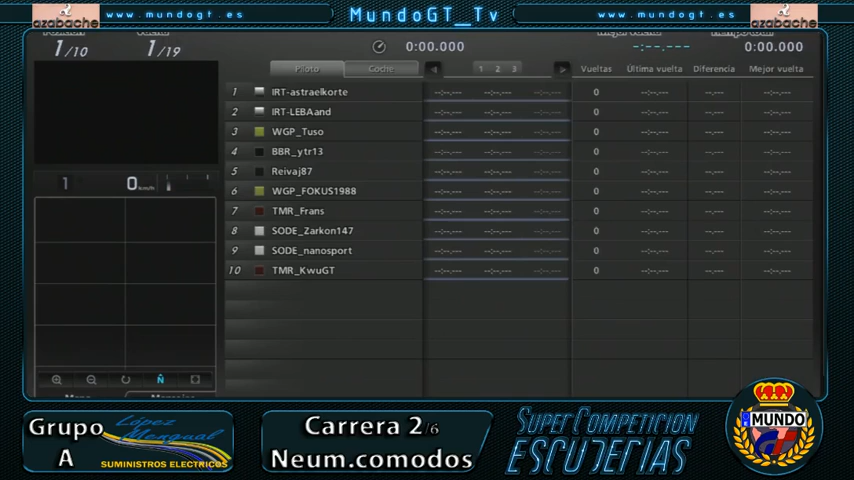 azabache
www.mundogt.es
MundoGT_Tv
www.mundogt.es
azabache
1/10
1/19
0:00.000
-:--.---
0:00.000
Piloto
Coche
1 2 3
Vueltas
Última vuelta
Diferencia
Mejor vuelta
1 IRT-astraelkorte --:--.--- --:--.--- --:--.--- 0 --:--.--- --.--- --:--.---
2 IRT-LEBAand --:--.--- --:--.--- --:--.--- 0 --:--.--- --.--- --:--.---
3 WGP_Tuso --:--.--- --:--.--- --:--.--- 0 --:--.--- --.--- --:--.---
4 BBR_ytr13 --:--.--- --:--.--- --:--.--- 0 --:--.--- --.--- --:--.---
5 Reivaj87 --:--.--- --:--.--- --:--.--- 0 --:--.--- --.--- --:--.---
6 WGP_FOKUS1988 --:--.--- --:--.--- --:--.--- 0 --:--.--- --.--- --:--.---
7 TMR_Frans --:--.--- --:--.--- --:--.--- 0 --:--.--- --.--- --:--.---
8 SODE_Zarkon147 --:--.--- --:--.--- --:--.--- 0 --:--.--- --.--- --:--.---
9 SODE_nanosport --:--.--- --:--.--- --:--.--- 0 --:--.--- --.--- --:--.---
10 TMR_KwuGT --:--.--- --:--.--- --:--.--- 0 --:--.--- --.--- --:--.---
1
0 km/h
N
Grupo
A
López
Mengual
SUMINISTROS ELECTRICOS
Carrera 2/6
Neum.comodos
SUPER COMPETICION
ESCUDERIAS
MUNDO
GT